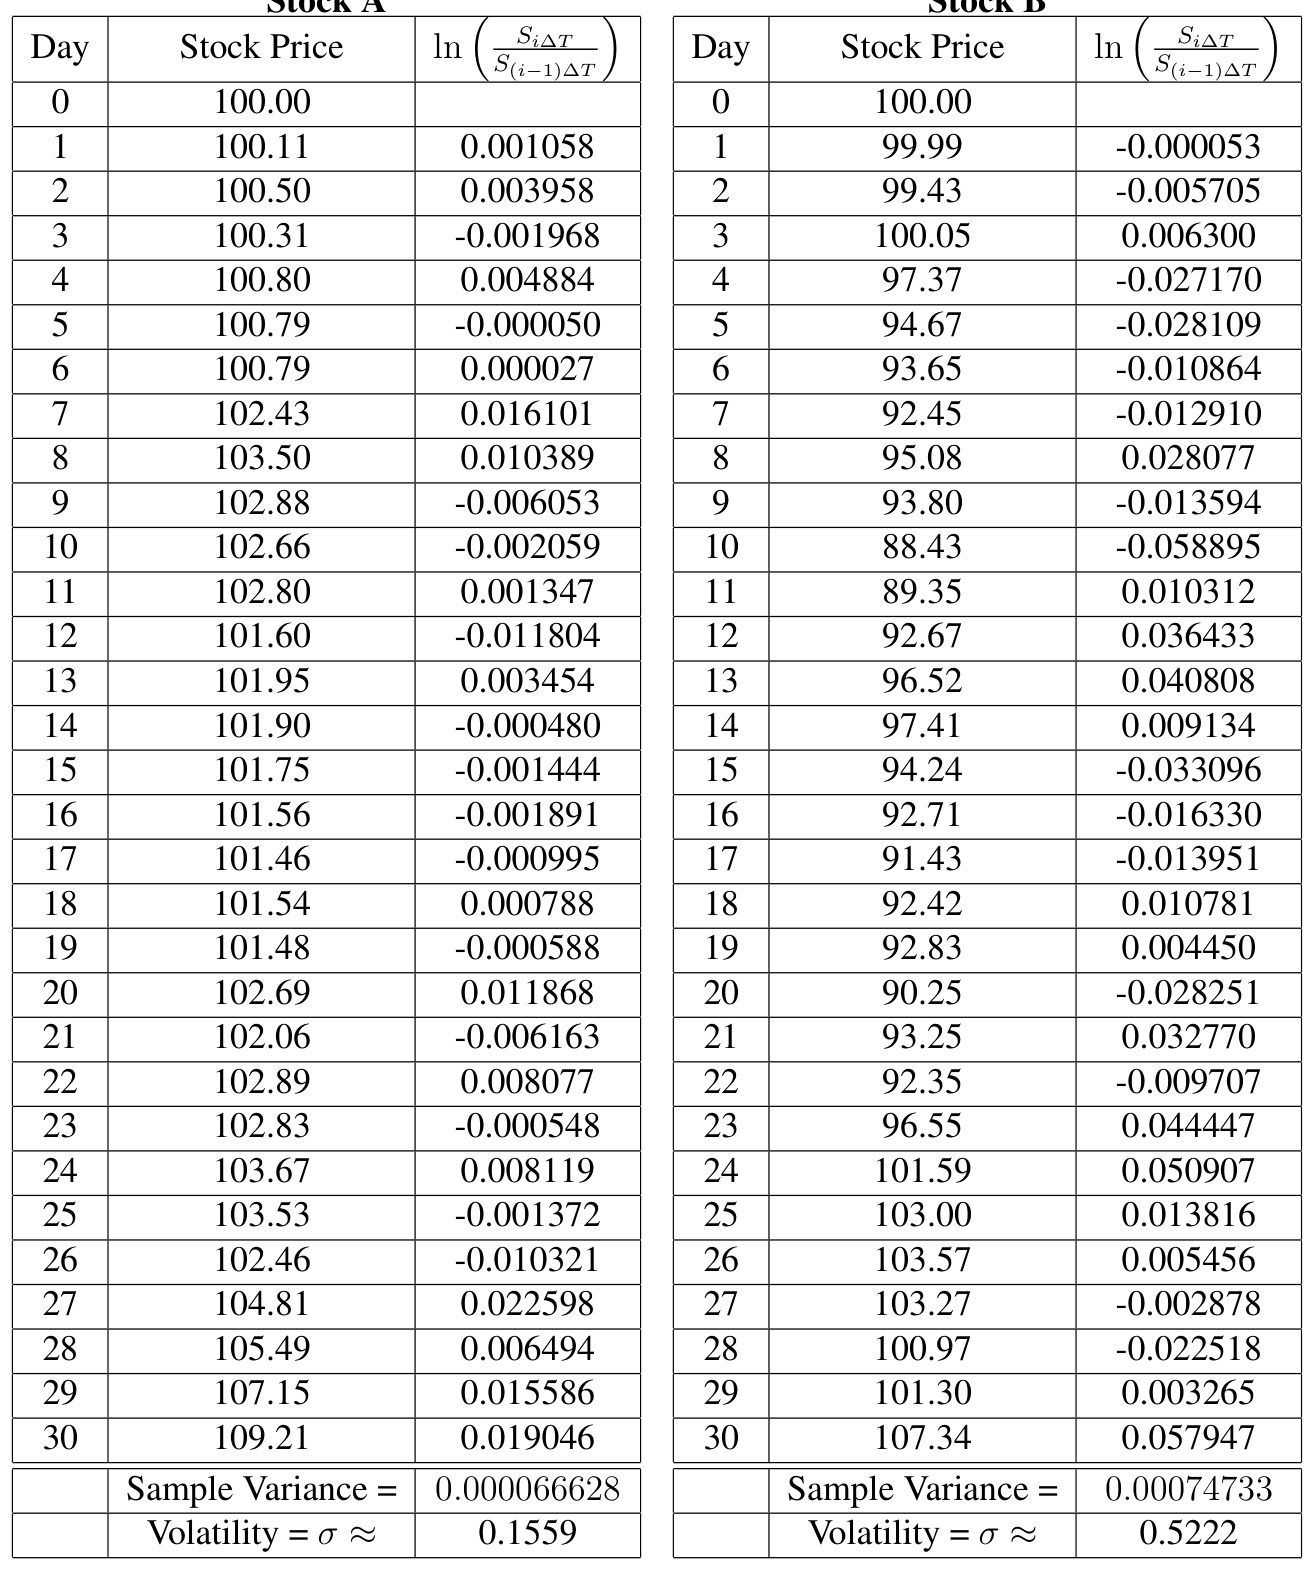 Stock A Stock B
Day Stock Price ln(S_{iΔT}/S_{(i−1)ΔT}) Day Stock Price ln(S_{iΔT}/S_{(i−1)ΔT})
0 100.00 0 100.00
1 100.11 0.001058 1 99.99 -0.000053
2 100.50 0.003958 2 99.43 -0.005705
3 100.31 -0.001968 3 100.05 0.006300
4 100.80 0.004884 4 97.37 -0.027170
5 100.79 -0.000050 5 94.67 -0.028109
6 100.79 0.000027 6 93.65 -0.010864
7 102.43 0.016101 7 92.45 -0.012910
8 103.50 0.010389 8 95.08 0.028077
9 102.88 -0.006053 9 93.80 -0.013594
10 102.66 -0.002059 10 88.43 -0.058895
11 102.80 0.001347 11 89.35 0.010312
12 101.60 -0.011804 12 92.67 0.036433
13 101.95 0.003454 13 96.52 0.040808
14 101.90 -0.000480 14 97.41 0.009134
15 101.75 -0.001444 15 94.24 -0.033096
16 101.56 -0.001891 16 92.71 -0.016330
17 101.46 -0.000995 17 91.43 -0.013951
18 101.54 0.000788 18 92.42 0.010781
19 101.48 -0.000588 19 92.83 0.004450
20 102.69 0.011868 20 90.25 -0.028251
21 102.06 -0.006163 21 93.25 0.032770
22 102.89 0.008077 22 92.35 -0.009707
23 102.83 -0.000548 23 96.55 0.044447
24 103.67 0.008119 24 101.59 0.050907
25 103.53 -0.001372 25 103.00 0.013816
26 102.46 -0.010321 26 103.57 0.005456
27 104.81 0.022598 27 103.27 -0.002878
28 105.49 0.006494 28 100.97 -0.022518
29 107.15 0.015586 29 101.30 0.003265
30 109.21 0.019046 30 107.34 0.057947
Sample Variance = 0.000066628 Sample Variance = 0.00074733
Volatility = σ ≈ 0.1559 Volatility = σ ≈ 0.5222